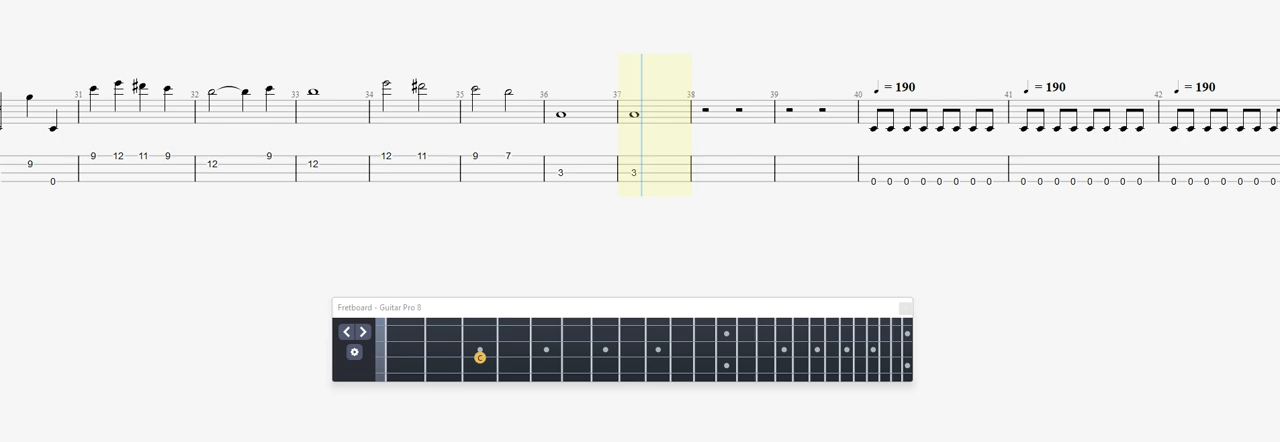 ♩ = 190 ♩ = 190 ♩ = 190
31 32 33 34 35 36 37 38 39 40 41 42
9 12 11 9 9 12 11 9 7 0 0 0 0 0 0 0 0 0 0 0 0 0 0 0 0 0 0 0 0 0 0 0
9 12 12
3 3
0
Fretboard - Guitar Pro 8
C